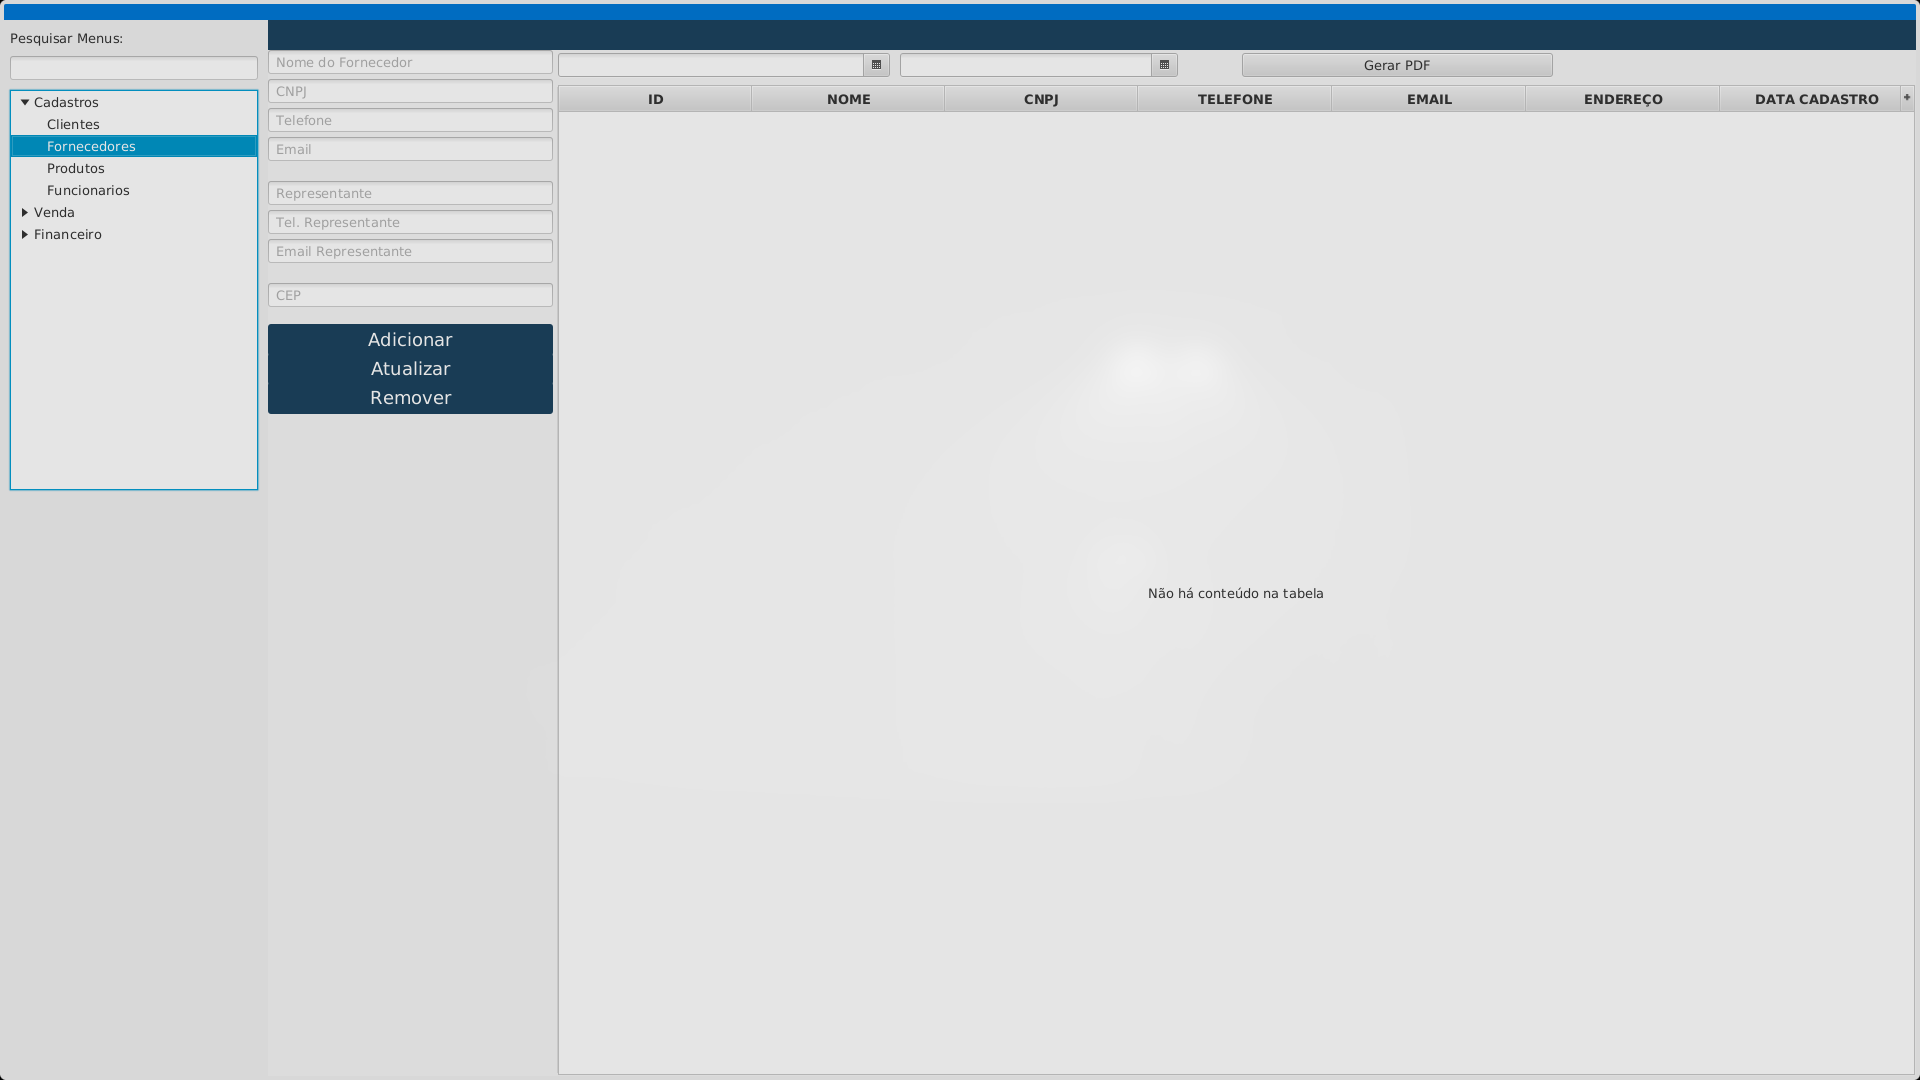 Pesquisar Menus:
Cadastros
Clientes
Fornecedores
Produtos
Funcionarios
Venda
Financeiro
Nome do Fornecedor
CNPJ
Telefone
Email
Representante
Tel. Representante
Email Representante
CEP
Adicionar
Atualizar
Remover
Gerar PDF
ID NOME CNPJ TELEFONE EMAIL ENDEREÇO DATA CADASTRO +
Não há conteúdo na tabela